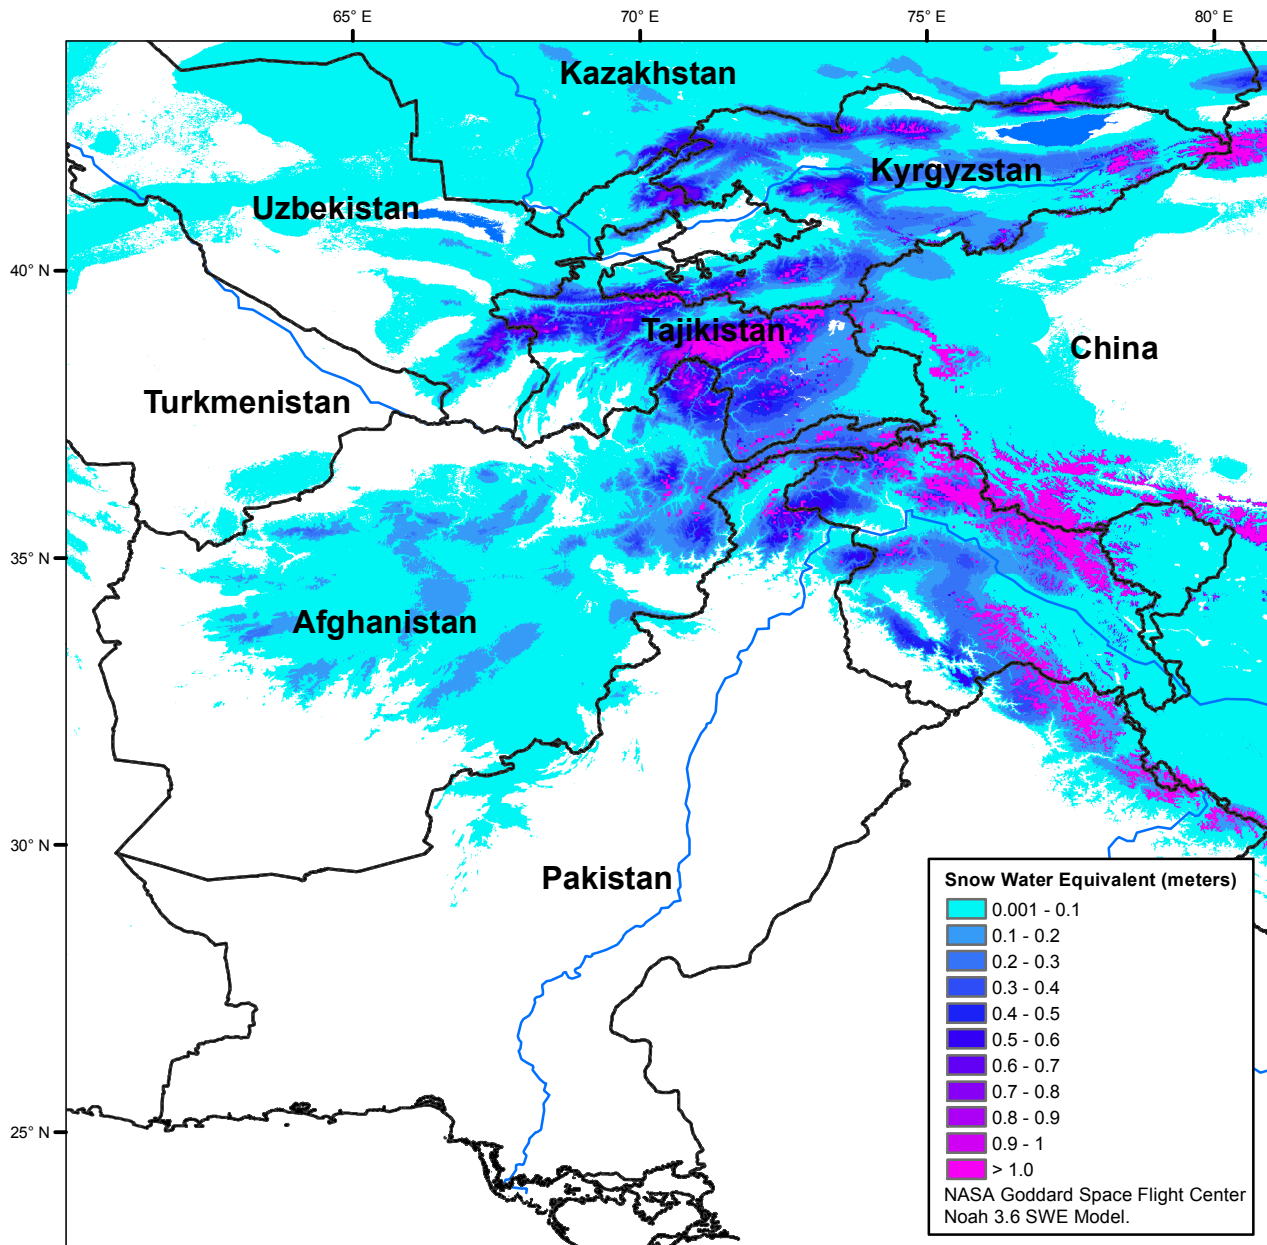 65° E
70° E
75° E
80° E
Kazakhstan
Kyrgyzstan
Uzbekistan
40° N
Tajikistan
China
Turkmenistan
35° N
Afghanistan
30° N
Pakistan
25° N
Snow Water Equivalent (meters)
0.001 - 0.1
0.1 - 0.2
0.2 - 0.3
0.3 - 0.4
0.4 - 0.5
0.5 - 0.6
0.6 - 0.7
0.7 - 0.8
0.8 - 0.9
0.9 - 1
> 1.0
NASA Goddard Space Flight Center
Noah 3.6 SWE Model.